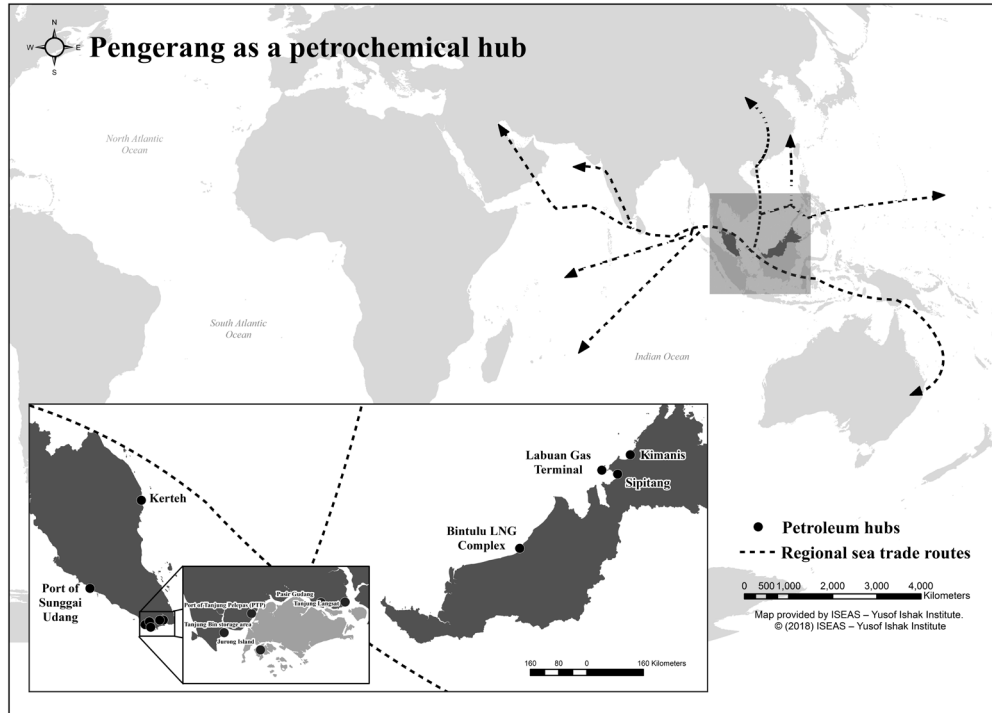 N
W E
S
Pengerang as a petrochemical hub
North Atlantic
Ocean
South Atlantic
Ocean
Indian Ocean
Kerteh
Port of
Sunggai
Udang
Pasir Gudang
Port of Tanjung Pelepas (PTP)
Tanjung Langsat
Tanjung Bin storage area
Jurong Island
Labuan Gas
Terminal
Kimanis
Sipitang
Bintulu LNG
Complex
160 80 0 160 Kilometers
Petroleum hubs
Regional sea trade routes
0 500 1,000 2,000 3,000 4,000
Kilometers
Map provided by ISEAS – Yusof Ishak Institute.
© (2018) ISEAS – Yusof Ishak Institute